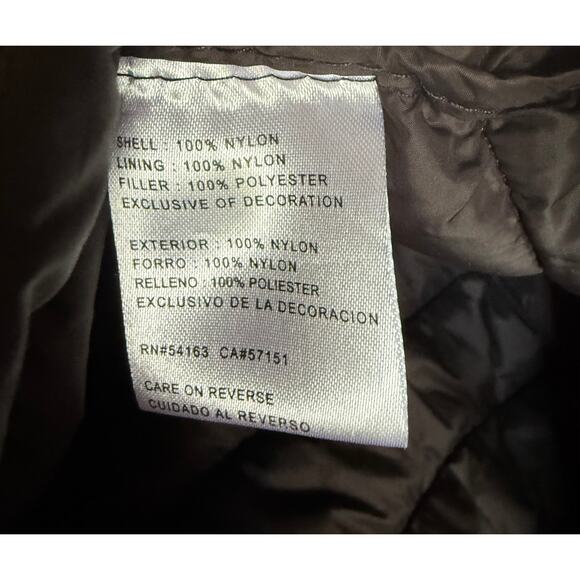 SHELL : 100% NYLON
LINING : 100% NYLON
FILLER : 100% POLYESTER
EXCLUSIVE OF DECORATION
EXTERIOR : 100% NYLON
FORRO : 100% NYLON
RELLENO : 100% POLIESTER
EXCLUSIVO DE LA DECORACION
RN#54163 CA#57151
CARE ON REVERSE
CUIDADO AL REVERSO